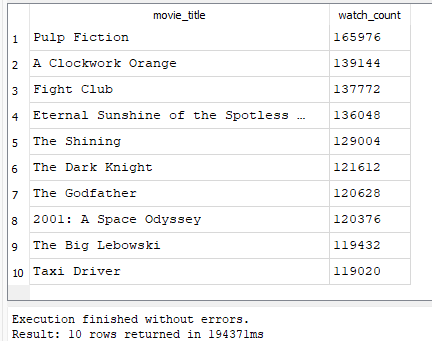 movie_title watch_count
1 Pulp Fiction 165976
2 A Clockwork Orange 139144
3 Fight Club 137772
4 Eternal Sunshine of the Spotless … 136048
5 The Shining 129004
6 The Dark Knight 121612
7 The Godfather 120628
8 2001: A Space Odyssey 120376
9 The Big Lebowski 119432
10 Taxi Driver 119020
Execution finished without errors.
Result: 10 rows returned in 194371ms